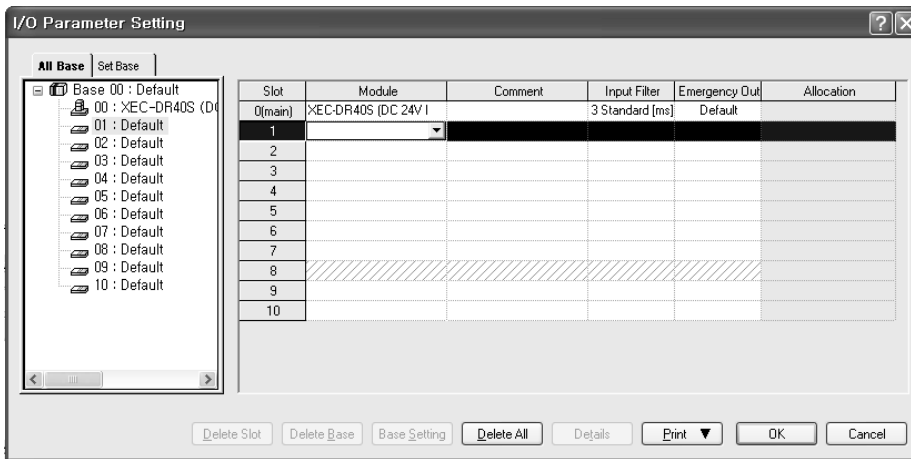 I/O Parameter Setting
All Base Set Base
Base 00 : Default
00 : XEC-DR40S (D
01 : Default
02 : Default
03 : Default
04 : Default
05 : Default
06 : Default
07 : Default
08 : Default
09 : Default
10 : Default
Slot Module Comment Input Filter Emergency Out Allocation
0(main) XEC-DR40S (DC 24V I 3 Standard [ms] Default
1
2
3
4
5
6
7
8
9
10
Delete Slot Delete Base Base Setting Delete All Details Print ▼ OK Cancel